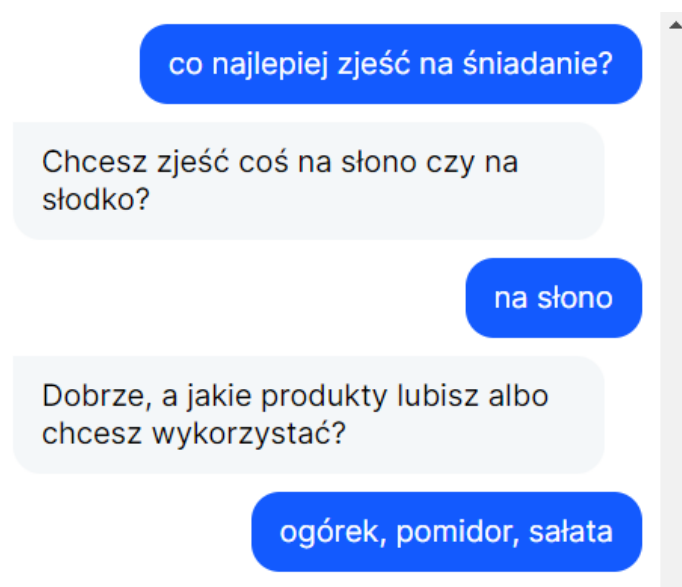 co najlepiej zjeść na śniadanie?
Chcesz zjeść coś na słono czy na
słodko?
na słono
Dobrze, a jakie produkty lubisz albo
chcesz wykorzystać?
ogórek, pomidor, sałata